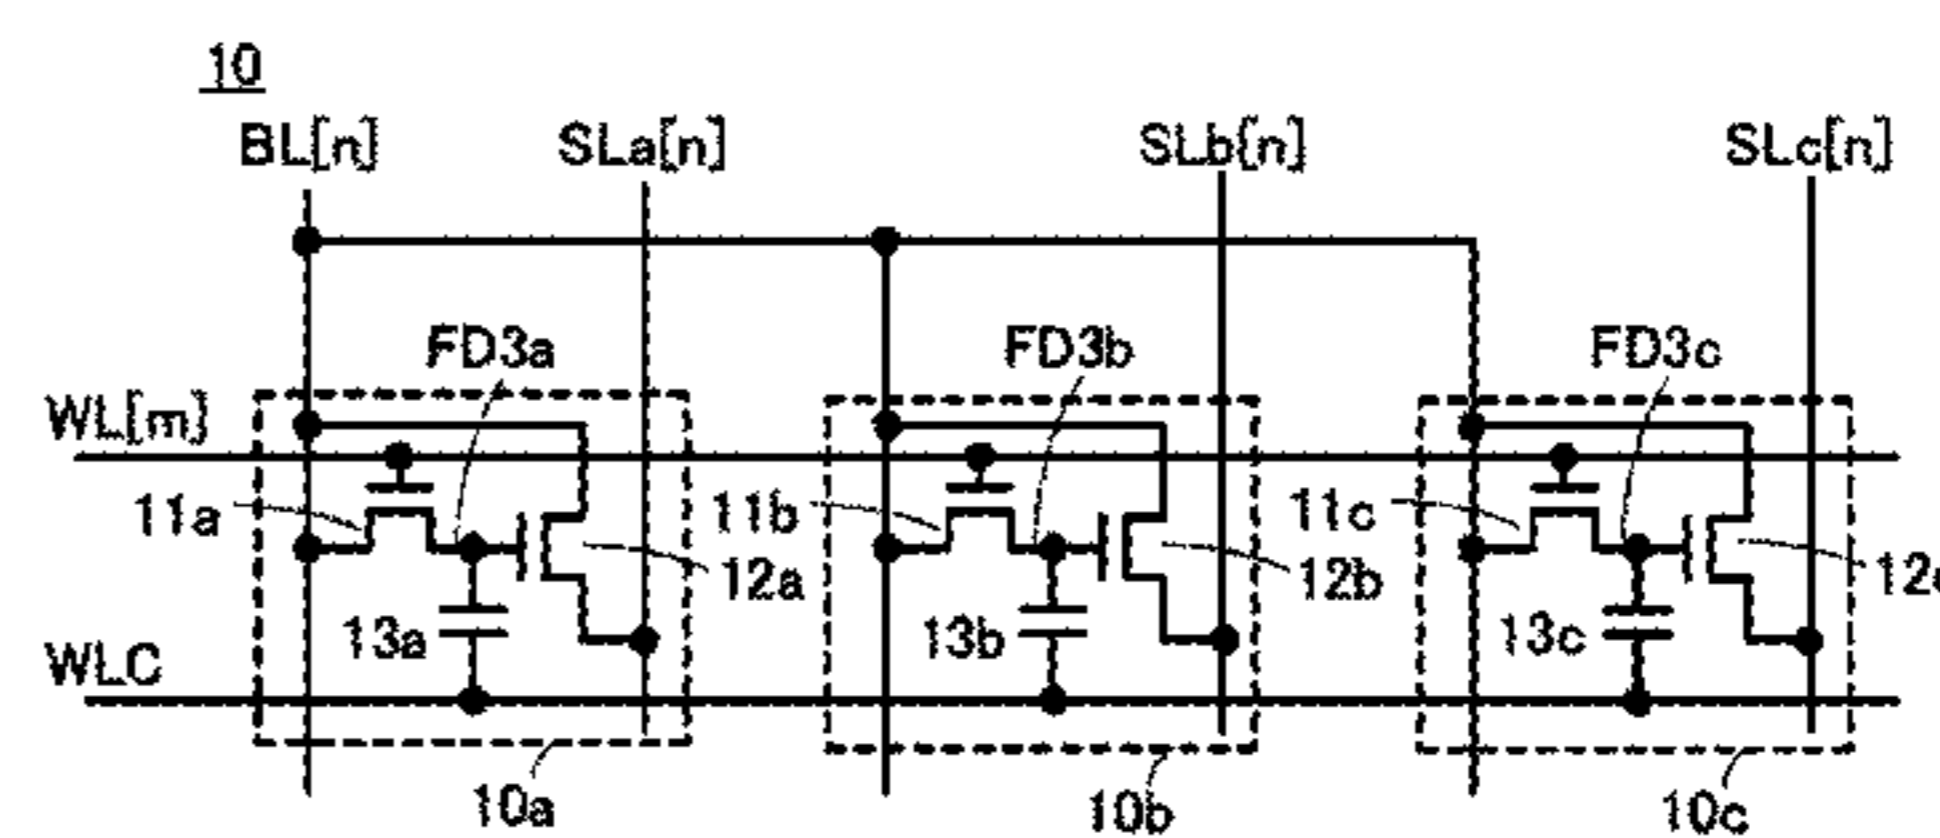 10
BL[n] SLa[n] SLb[n] SLc[n]
FD3a FD3b FD3c
WL[m]
11a 11b 11c
12a 12b
13a 13b 13c
WLC
10a 10b 10c